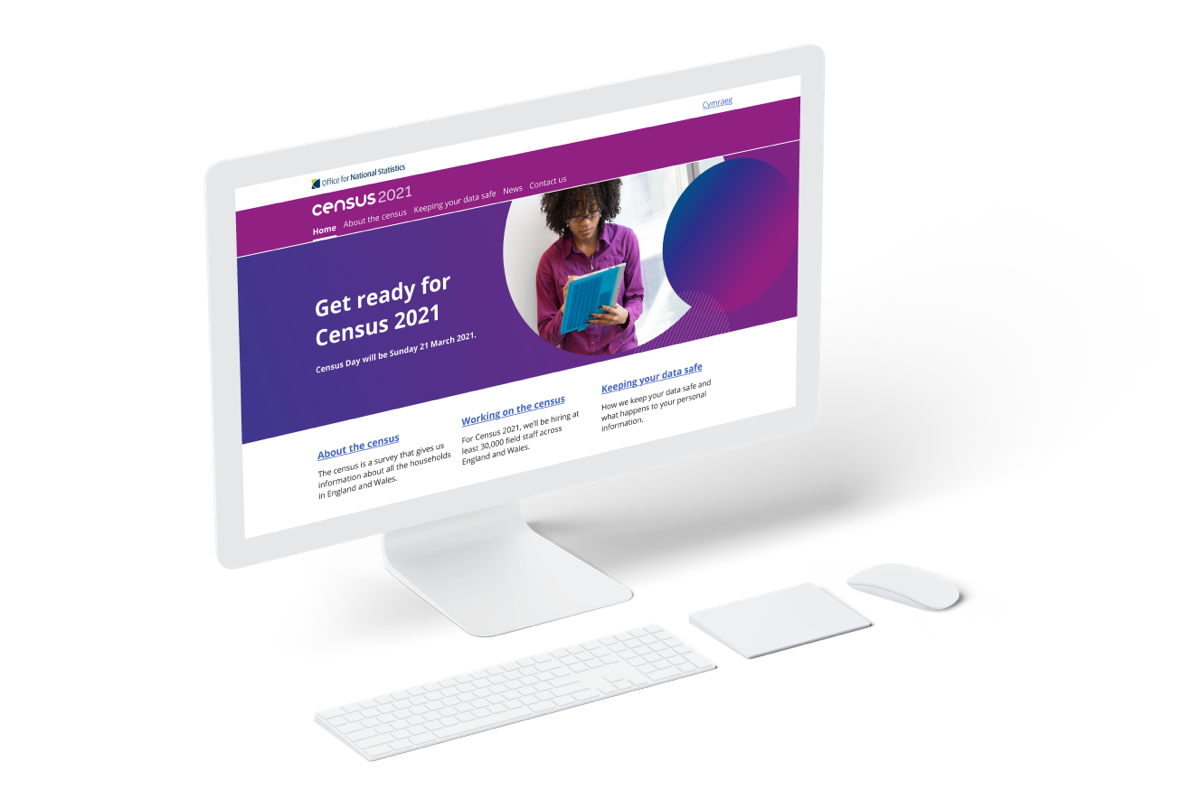 Cymraeg
Office for National Statistics
census 2021
Home About the census Keeping your data safe News Contact us
Get ready for
Census 2021
Census Day will be Sunday 21 March 2021.
About the census
The census is a survey that gives us
information about all the households
in England and Wales.
Working on the census
For Census 2021, we'll be hiring at
least 30,000 field staff across
England and Wales.
Keeping your data safe
How we keep your data safe and
what happens to your personal
information.